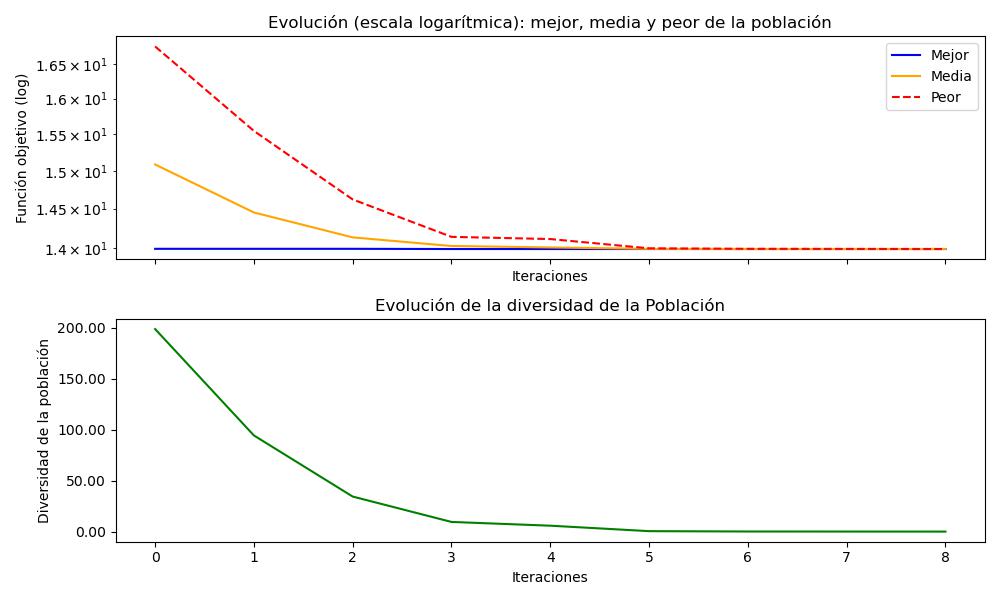 Evolución (escala logarítmica): mejor, media y peor de la población
Función objetivo (log)
1.65 × 10¹
1.6 × 10¹
1.55 × 10¹
1.5 × 10¹
1.45 × 10¹
1.4 × 10¹
Mejor
Media
Peor
Iteraciones
Evolución de la diversidad de la Población
Diversidad de la población
200.00
150.00
100.00
50.00
0.00
0 1 2 3 4 5 6 7 8
Iteraciones